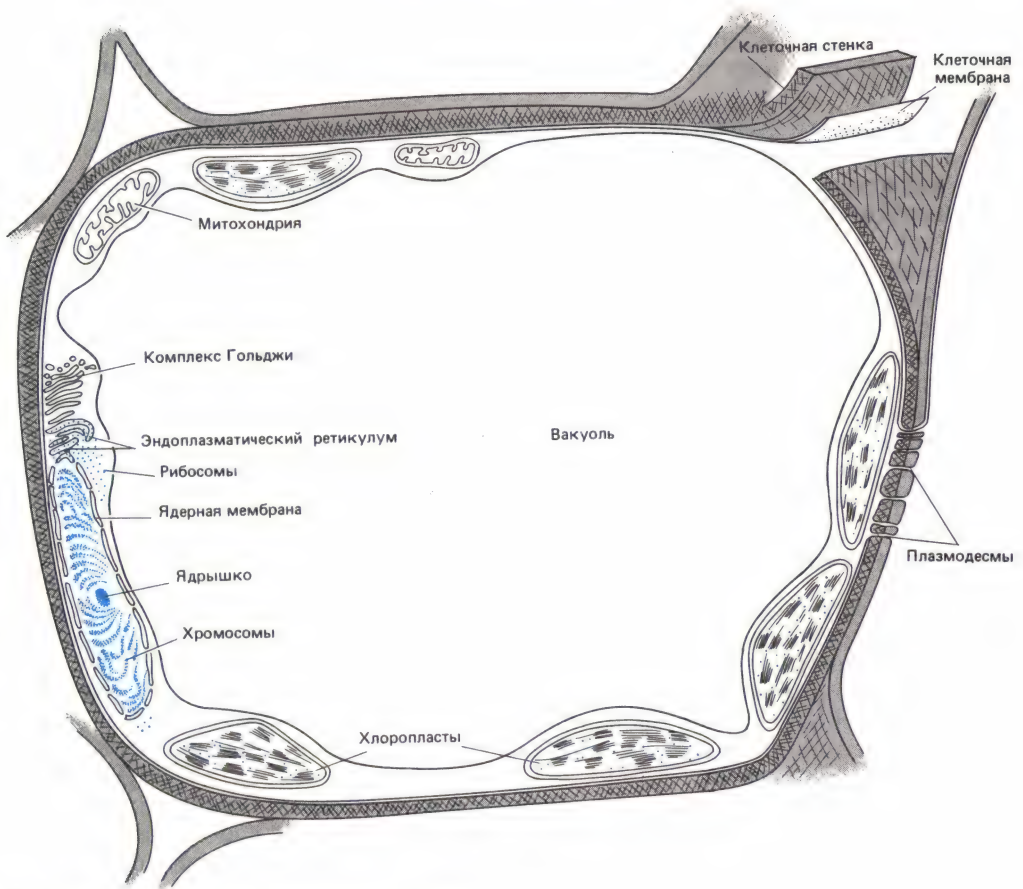 Клеточная стенка
Клеточная
мембрана
Митохондрия
Комплекс Гольджи
Эндоплазматический ретикулум
Вакуоль
Рибосомы
Ядерная мембрана
Плазмодесмы
Ядрышко
Хромосомы
Хлоропласты